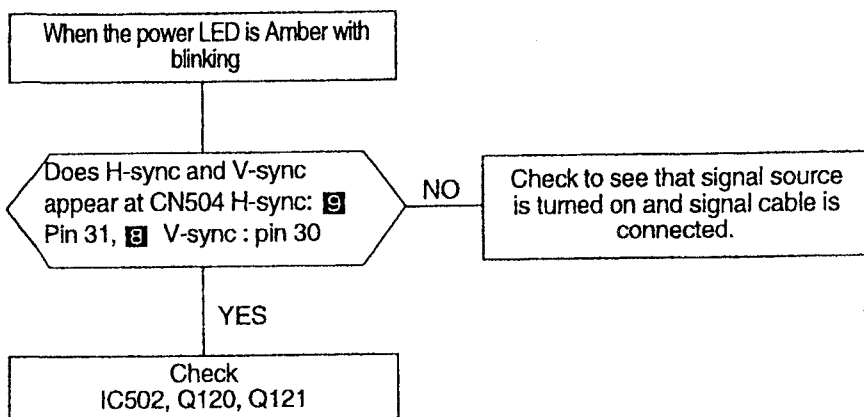 When the power LED is Amber with
blinking
Does H-sync and V-sync
appear at CN504 H-sync: 9
Pin 31, 8 V-sync : pin 30
NO
Check to see that signal source
is turned on and signal cable is
connected.
YES
Check
IC502, Q120, Q121